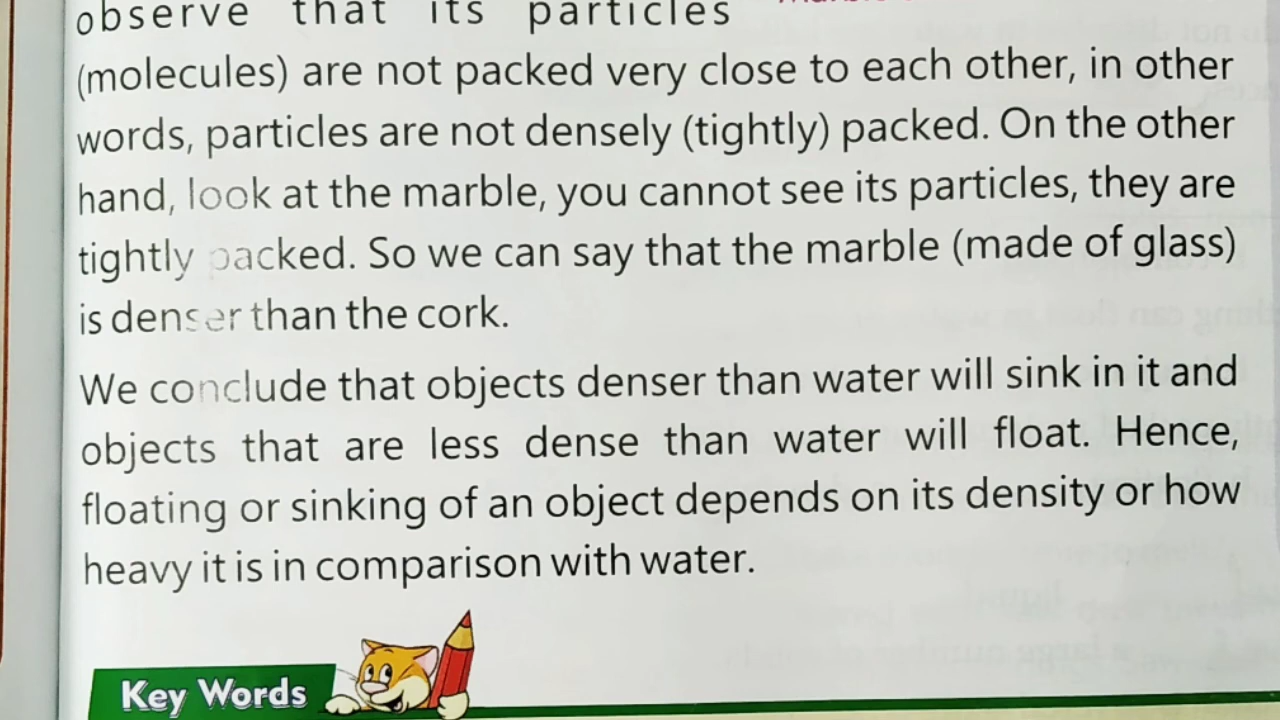 observe that its particles
(molecules) are not packed very close to each other, in other
words, particles are not densely (tightly) packed. On the other
hand, look at the marble, you cannot see its particles, they are
tightly packed. So we can say that the marble (made of glass)
is denser than the cork.
We conclude that objects denser than water will sink in it and
objects that are less dense than water will float. Hence,
floating or sinking of an object depends on its density or how
heavy it is in comparison with water.
Key Words